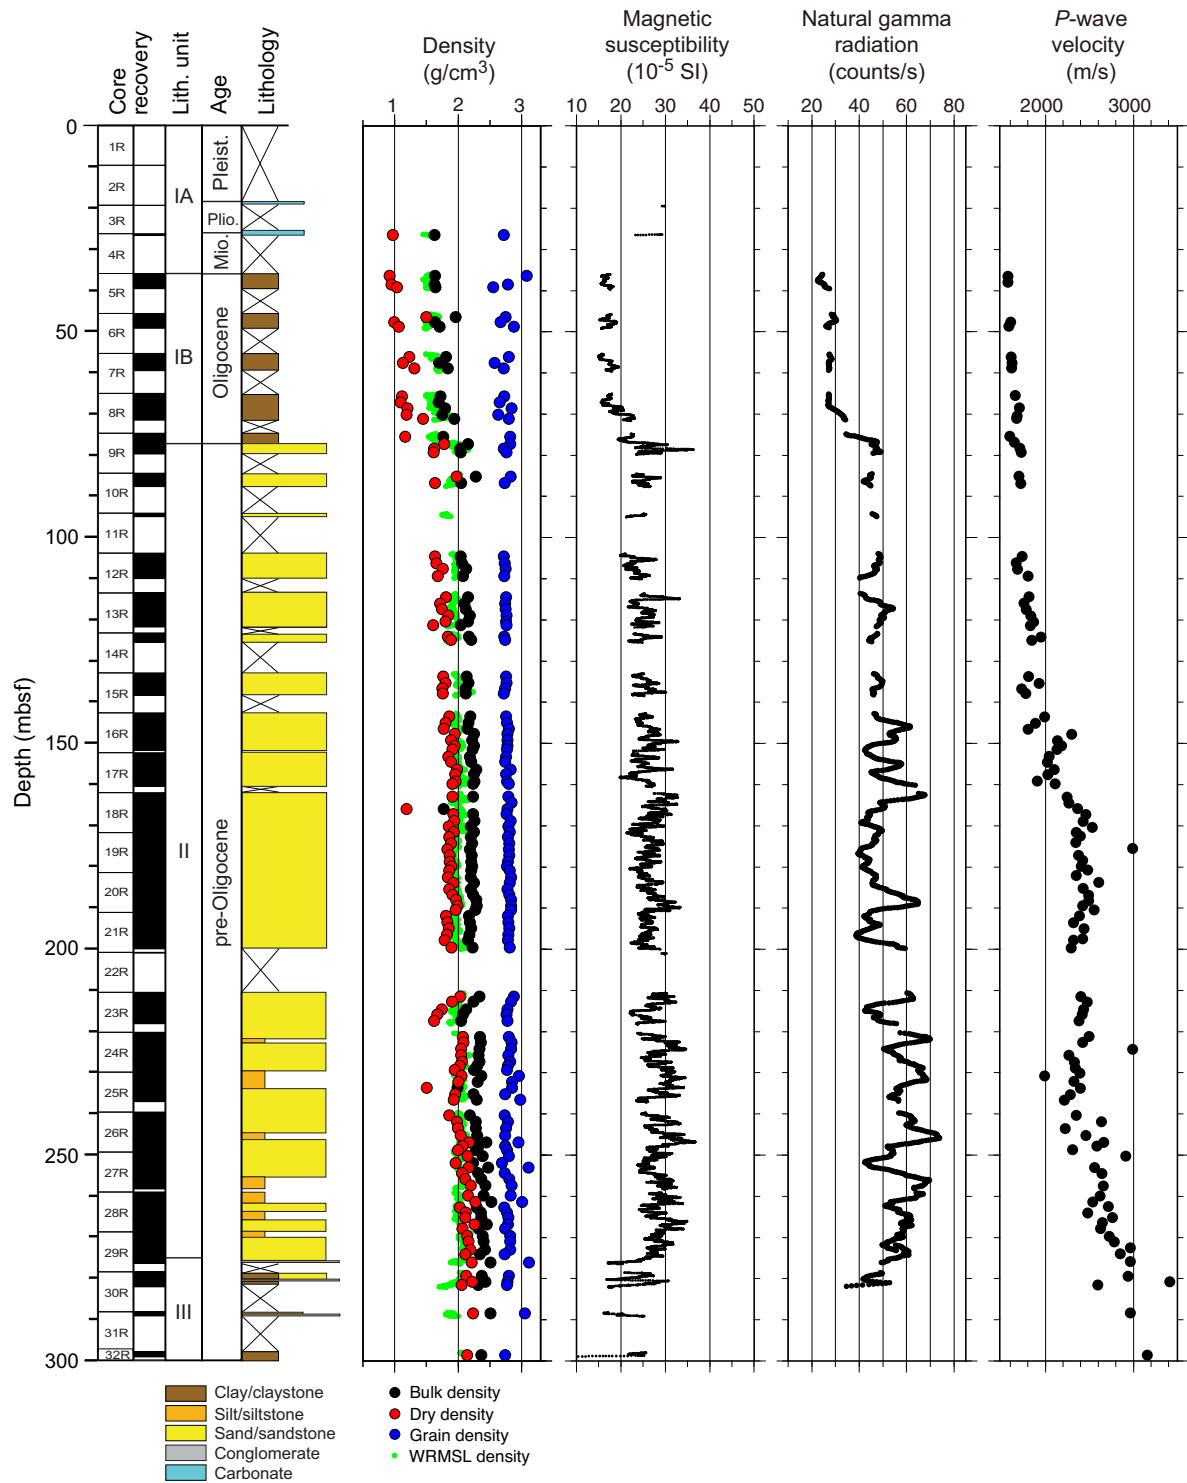 Core
recovery
Lith. unit
Age
Lithology
Density
(g/cm3)
Magnetic
susceptibility
(10-5 SI)
Natural gamma
radiation
(counts/s)
P-wave
velocity
(m/s)
1 2 3
10 20 30 40 50
20 40 60 80
2000 3000
Depth (mbsf)
0
50
100
150
200
250
300
1R
2R
3R
4R
5R
6R
7R
8R
9R
10R
11R
12R
13R
14R
15R
16R
17R
18R
19R
20R
21R
22R
23R
24R
25R
26R
27R
28R
29R
30R
31R
32R
IA
IB
II
III
Pleist.
Plio.
Mio.
Oligocene
pre-Oligocene
Clay/claystone
Silt/siltstone
Sand/sandstone
Conglomerate
Carbonate
Bulk density
Dry density
Grain density
WRMSL density